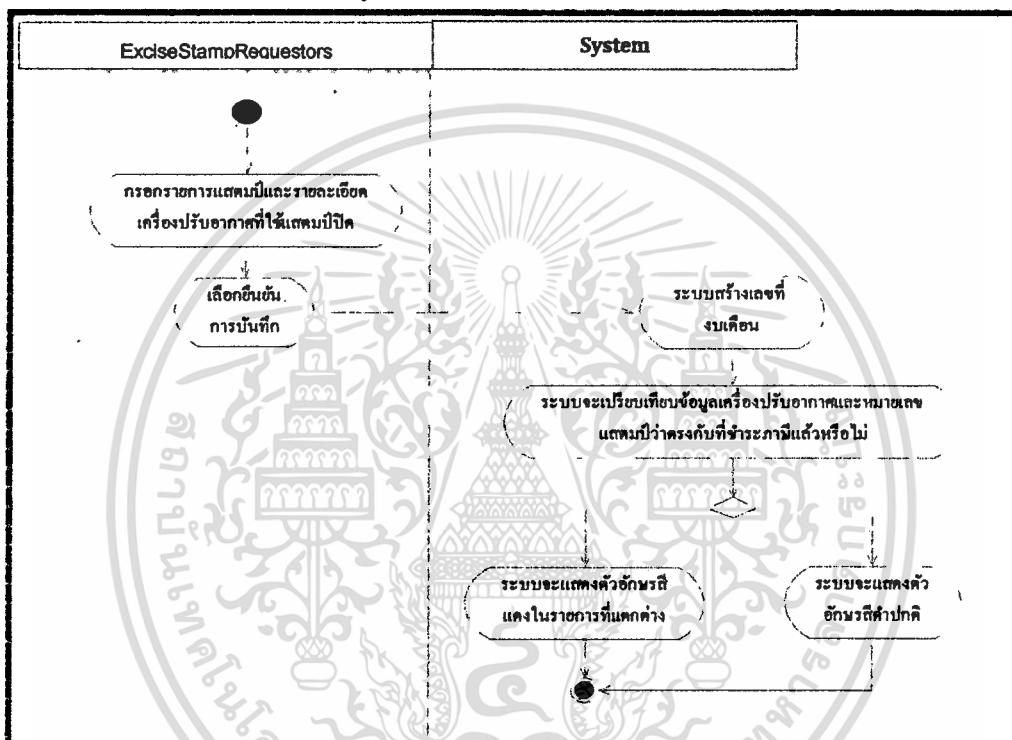 ExciseStampRequestors
System
กรอกรายการแสตมป์และรายละเอียด
เครื่องปรับอากาศที่ใช้แสตมป์ปิด
เลือกยืนยัน
การบันทึก
ระบบสร้างเลขที่
งบเดือน
ระบบจะเปรียบเทียบข้อมูลเครื่องปรับอากาศและหมายเลข
แสตมป์ว่าตรงกับที่ชำระภาษีแล้วหรือไม่
ระบบจะแสดงตัวอักษรสี
แดงในรายการที่แตกต่าง
ระบบจะแสดงตัว
อักษรสีดำปกติ